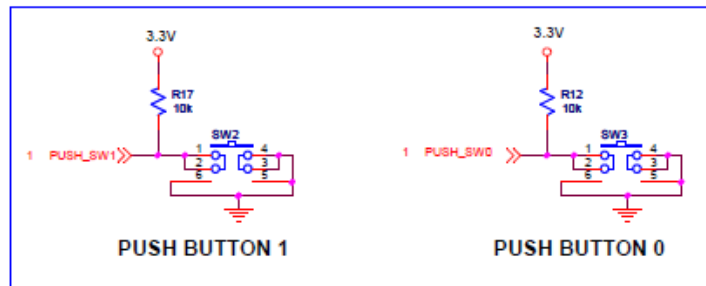 3.3V
R17
10k
SW2
1 PUSH_SW1
1
2
6
4
3
5
PUSH BUTTON 1
3.3V
R12
10k
SW3
1 PUSH_SW0
1
2
6
4
3
5
PUSH BUTTON 0